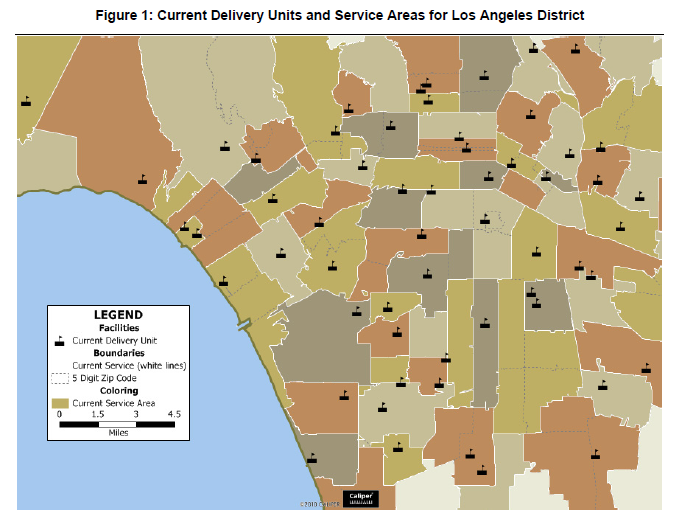 Figure 1: Current Delivery Units and Service Areas for Los Angeles District
LEGEND
Facilities
Current Delivery Unit
Boundaries
Current Service (white lines)
5 Digit Zip Code
Coloring
Current Service Area
0 1.5 3 4.5
Miles
©2010 CALIPER
Caliper